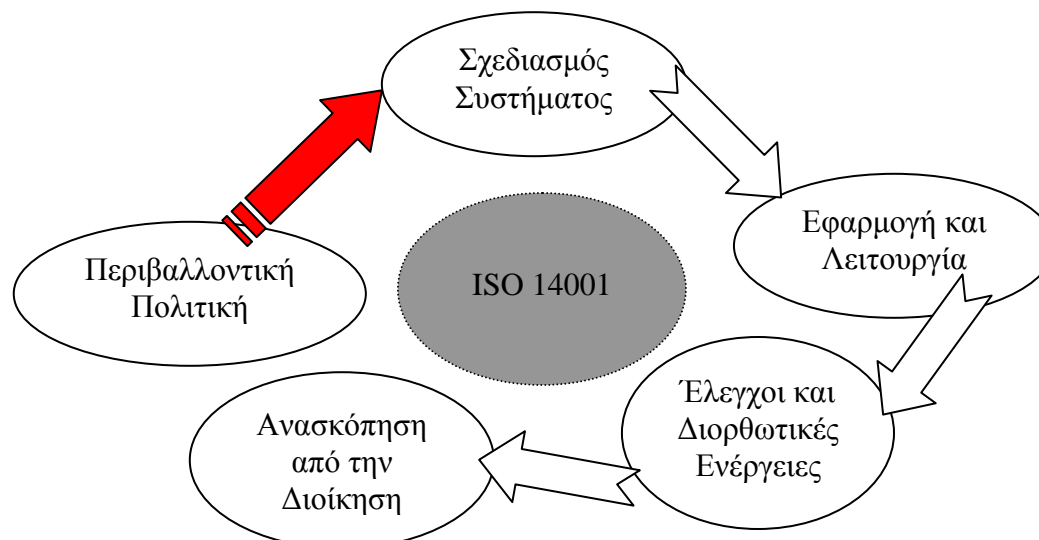 Σχεδιασμός
Συστήματος
Εφαρμογή και
Λειτουργία
Περιβαλλοντική
Πολιτική
ISO 14001
Έλεγχοι και
Διορθωτικές
Ενέργειες
Ανασκόπηση
από την
Διοίκηση